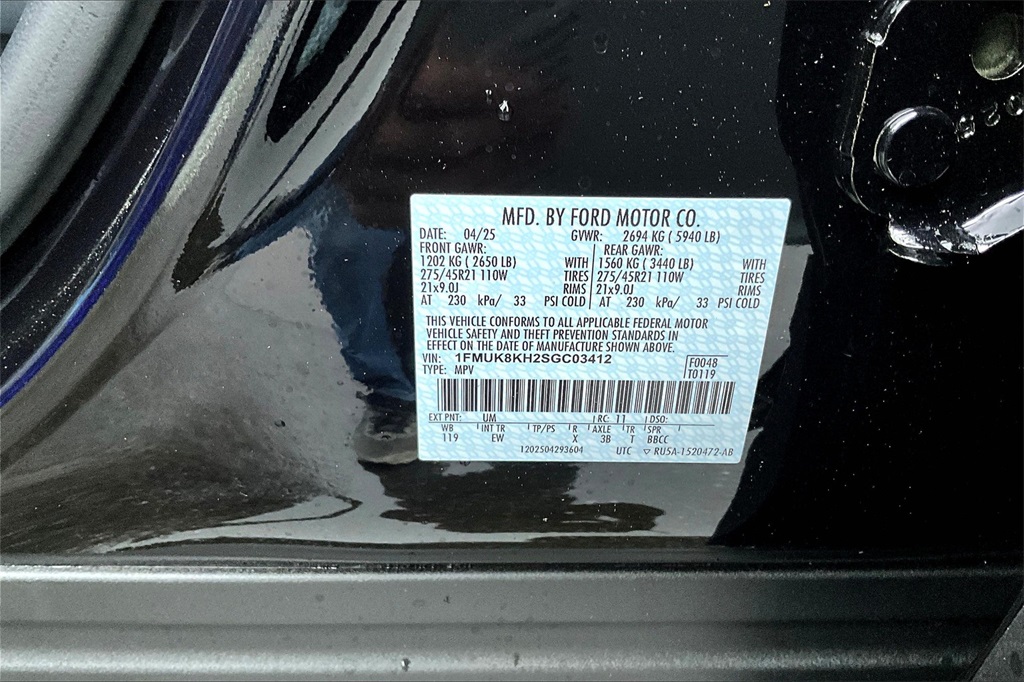 MFD. BY FORD MOTOR CO.
DATE: 04/25 GVWR: 2694 KG ( 5940 LB)
FRONT GAWR: REAR GAWR:
1202 KG ( 2650 LB) WITH 1560 KG ( 3440 LB) WITH
275/45R21 110W TIRES 275/45R21 110W TIRES
21x9.0J RIMS 21x9.0J RIMS
AT 230 kPa/ 33 PSI COLD AT 230 kPa/ 33 PSI COLD
THIS VEHICLE CONFORMS TO ALL APPLICABLE FEDERAL MOTOR
VEHICLE SAFETY AND THEFT PREVENTION STANDARDS IN
EFFECT ON THE DATE OF MANUFACTURE SHOWN ABOVE.
VIN: 1FMUK8KH2SGC03412 F0048
TYPE: MPV T0119
EXT PNT: UM RC: 11 DSO:
WB INT TR TP/PS R AXLE TR SPR
119 EW X 3B T BBCC
1202504293604 UTC ▽ RU5A-1520472-AB